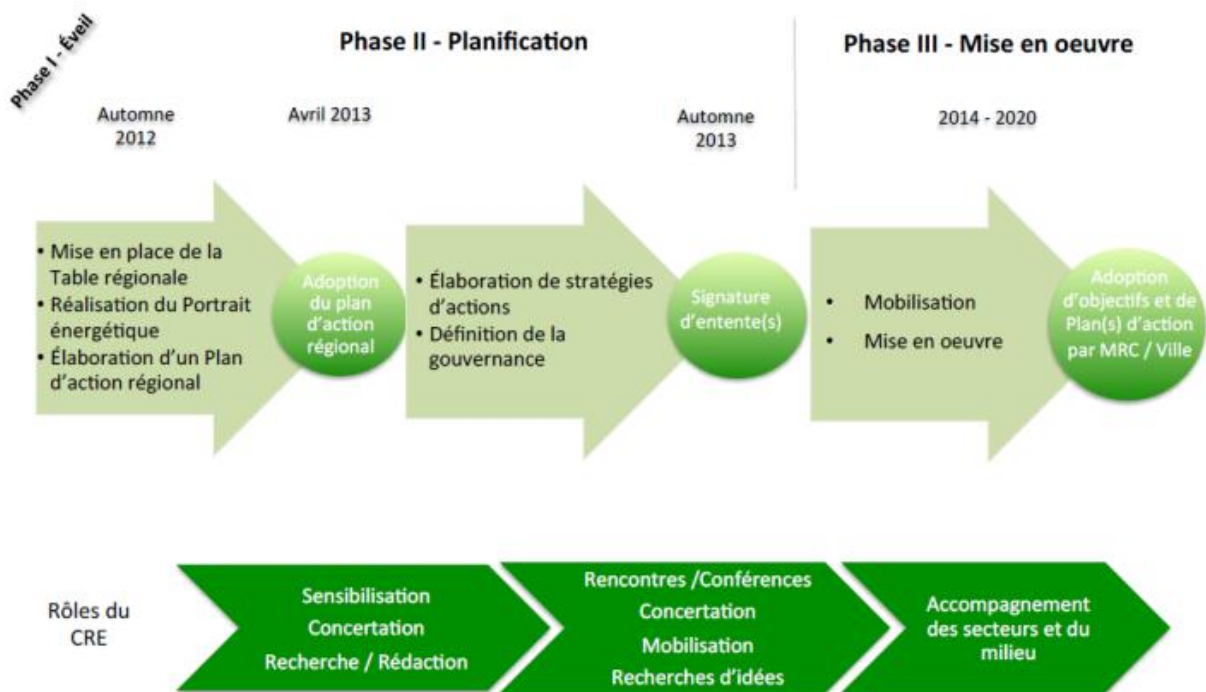 Phase I - Éveil
Phase II - Planification
Phase III - Mise en oeuvre
Automne
2012
Avril 2013
Automne
2013
2014 - 2020
• Mise en place de la
Table régionale
• Réalisation du Portrait
énergétique
• Élaboration d'un Plan
d'action régional
Adoption
du plan
d'action
régional
• Élaboration de stratégies
d'actions
• Définition de la
gouvernance
Signature
d'entente(s)
• Mobilisation
• Mise en oeuvre
Adoption
d'objectifs et de
Plan(s) d'action
par MRC / Ville
Rôles du
CRE
Sensibilisation
Concertation
Recherche / Rédaction
Rencontres /Conférences
Concertation
Mobilisation
Recherches d'idées
Accompagnement
des secteurs et du
milieu